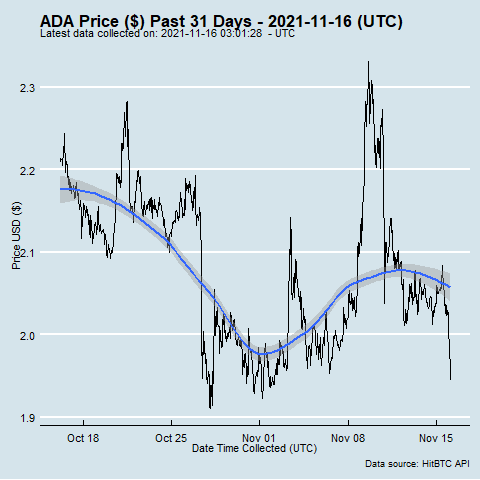 ADA Price ($) Past 31 Days - 2021-11-16 (UTC)
Latest data collected on: 2021-11-16 03:01:28  - UTC
Price USD ($)
2.3
2.2
2.1
2.0
1.9
Oct 18
Oct 25
Nov 01
Nov 08
Nov 15
Date Time Collected (UTC)
Data source: HitBTC API